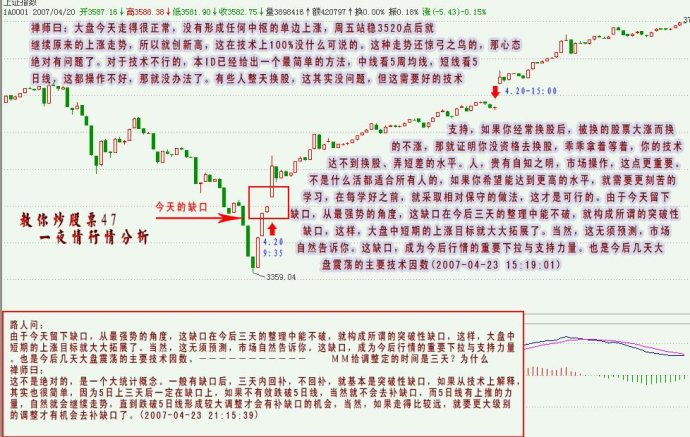 上证指数
1A0001 2007/04/20 开3587.16↓高3588.38↓低3581.90↓收3582.75↓量3898416↑额420797↑换0.00% 振0.18% 涨(-5.43)-0.15%
禅师曰：大盘今天走得很正常，没有形成任何中枢的单边上涨，周五站稳3520点后就
继续原来的上涨走势，所以就创新高，这在技术上100%没什么可说的。这种走势还惊弓之鸟的，那心态
绝对有问题了。对于技术不行的，本ID已经给出一个最简单的方法，中线看5周均线，短线看5
日线，这都操作不好，那就没办法了。有些人整天换股，这其实没问题，但这需要好的技术
4.20-15:00
支持，如果你经常换股后，被换的股票大涨而换
的不涨，那就证明你没资格去换股，乖乖拿着等着，你的技术
达不到换股、弄短差的水平。人，贵有自知之明，市场操作，这点更重要。
不是什么活都适合所有人的，如果你希望能达到更高的水平，就需要更刻苦的
学习，在每学好之前，就采取相对保守的做法，这才是可行的。由于今天留下
缺口，从最强势的角度，这缺口在今后三天的整理中能不破，就构成所谓的突破性
缺口，这样，大盘中短期的上涨目标就大大拓展了。当然，这无须预测，市场
自然告诉你。这缺口，成为今后行情的重要下拉与支持力量。也是今后几天大
盘震荡的主要技术因数(2007-04-23 15:19:01)
今天的缺口
教你炒股票47
一夜情行情分析
4.20
9:35
3359.04
路人问：
由于今天留下缺口，从最强势的角度，这缺口在今后三天的整理中能不破，就构成所谓的突破性缺口，这样，大盘中
短期的上涨目标就大大拓展了。当然，这无须预测，市场自然告诉你。这缺口，成为今后行情的重要下拉与支持力量
。也是今后几天大盘震荡的主要技术因数。－－－－－－－－－－－ MM给调整定的时间是三天？为什么
禅师曰：
这不是绝对的，是一个大统计概念。一般有缺口后，三天内回补，不回补，就基本是突破性缺口，如果从技术上解释，
其实也很简单，因为5日上3天后一定在缺口上，如果不有效跌破5日线，当然就不会去补缺口，而5日线有上推的力
量，自然就会继续走势，直到跌破5日线形成较大调整才会有补缺口的机会，当然，如果走得比较远，就要更大级别
的调整才有机会去补缺口了。(2007-04-23 21:15:39)